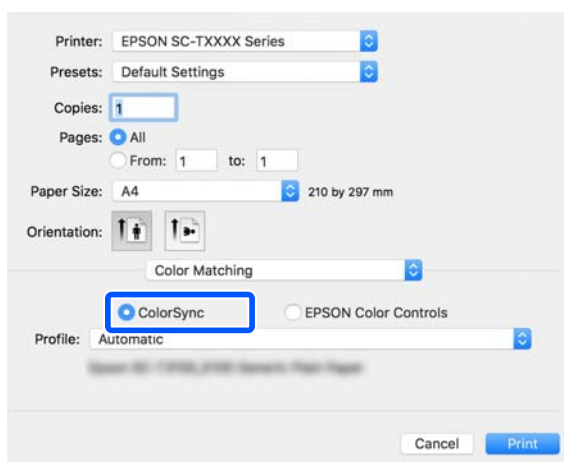 Printer: EPSON SC-TXXXX Series
Presets: Default Settings
Copies: 1
Pages: All
From: 1 to: 1
Paper Size: A4 210 by 297 mm
Orientation:
Color Matching
ColorSync EPSON Color Controls
Profile: Automatic
Cancel Print